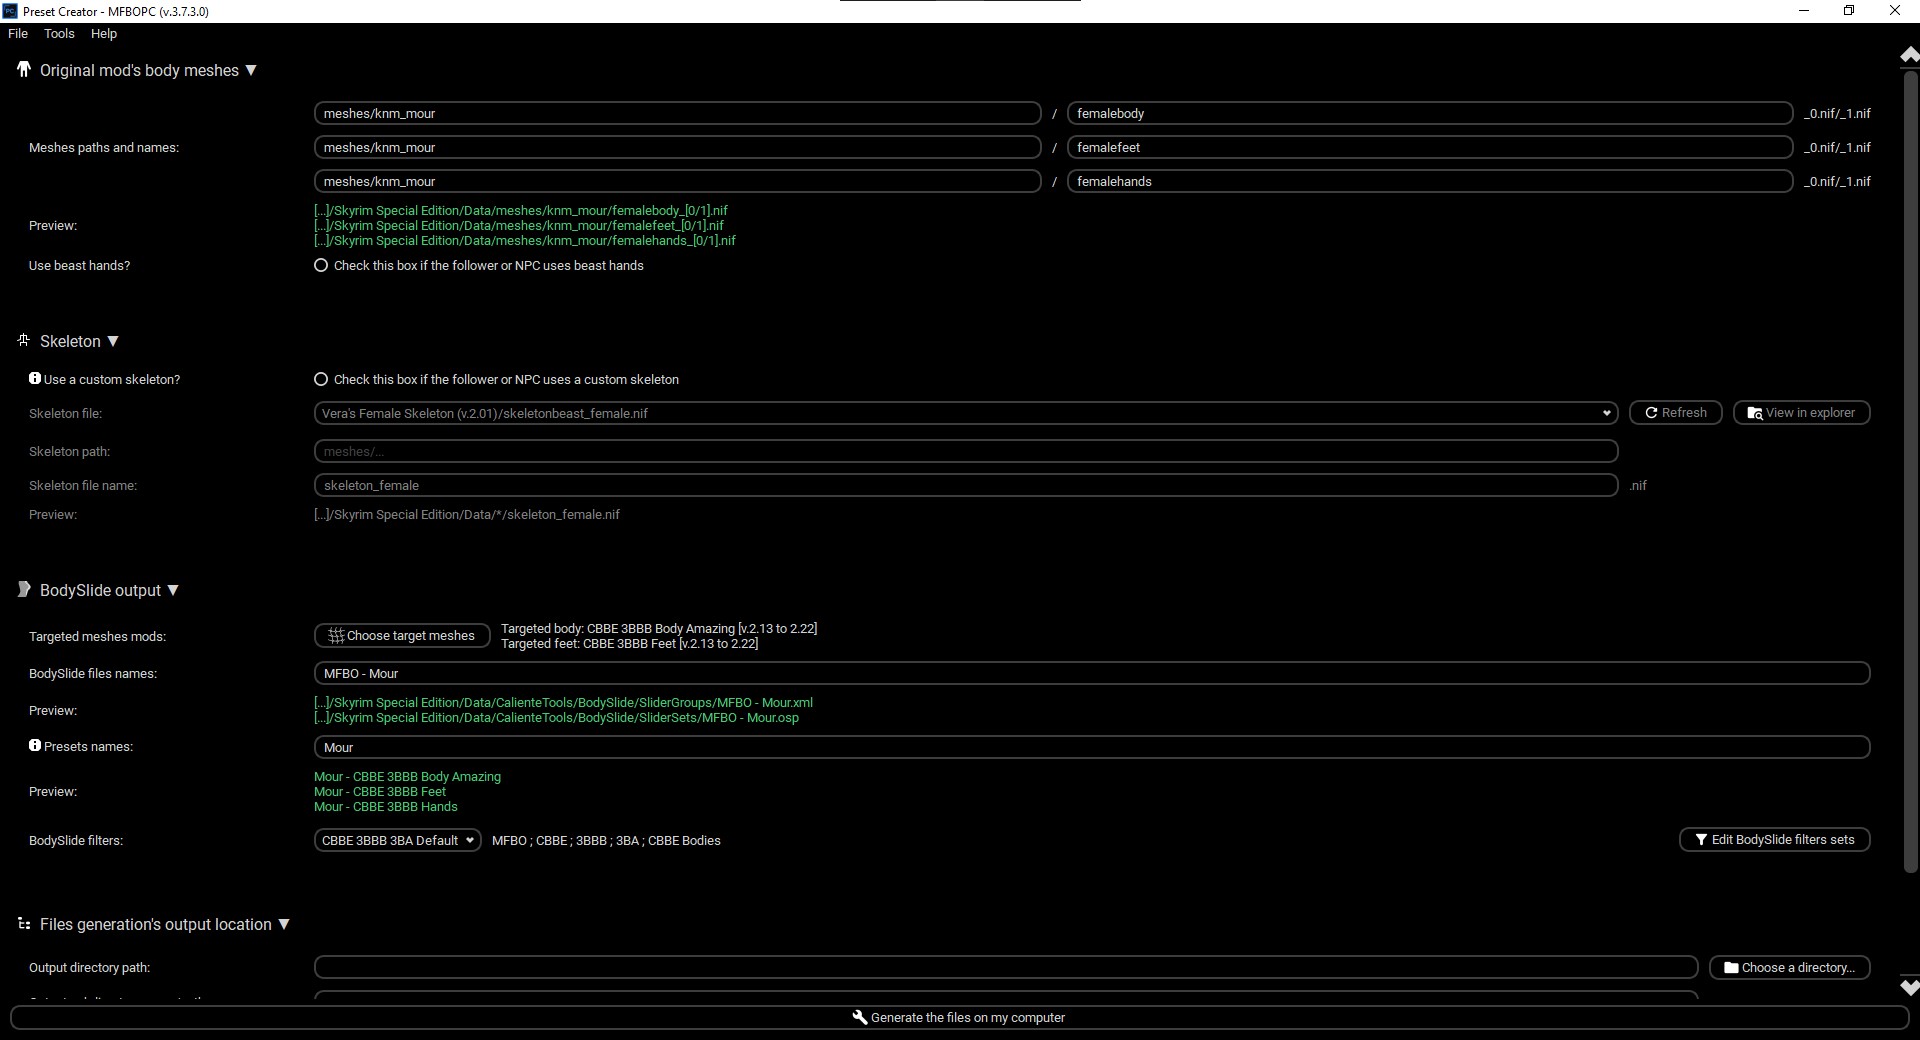 Preset Creator - MFBOPC (v.3.7.3.0)
File Tools Help
Original mod's body meshes ▼
meshes/knm_mour / femalebody _0.nif/_1.nif
Meshes paths and names: meshes/knm_mour / femalefeet _0.nif/_1.nif
meshes/knm_mour / femalehands _0.nif/_1.nif
[...]/Skyrim Special Edition/Data/meshes/knm_mour/femalebody_[0/1].nif
Preview: [...]/Skyrim Special Edition/Data/meshes/knm_mour/femalefeet_[0/1].nif
[...]/Skyrim Special Edition/Data/meshes/knm_mour/femalehands_[0/1].nif
Use beast hands? Check this box if the follower or NPC uses beast hands
Skeleton ▼
Use a custom skeleton? Check this box if the follower or NPC uses a custom skeleton
Skeleton file: Vera's Female Skeleton (v.2.01)/skeletonbeast_female.nif Refresh View in explorer
Skeleton path: meshes/...
Skeleton file name: skeleton_female .nif
Preview: [...]/Skyrim Special Edition/Data/*/skeleton_female.nif
BodySlide output ▼
Targeted meshes mods: Choose target meshes Targeted body: CBBE 3BBB Body Amazing [v.2.13 to 2.22]
Targeted feet: CBBE 3BBB Feet [v.2.13 to 2.22]
BodySlide files names: MFBO - Mour
Preview: [...]/Skyrim Special Edition/Data/CalienteTools/BodySlide/SliderGroups/MFBO - Mour.xml
[...]/Skyrim Special Edition/Data/CalienteTools/BodySlide/SliderSets/MFBO - Mour.osp
Presets names: Mour
Mour - CBBE 3BBB Body Amazing
Preview: Mour - CBBE 3BBB Feet
Mour - CBBE 3BBB Hands
BodySlide filters: CBBE 3BBB 3BA Default MFBO ; CBBE ; 3BBB ; 3BA ; CBBE Bodies Edit BodySlide filters sets
Files generation's output location ▼
Output directory path: Choose a directory...
Generate the files on my computer